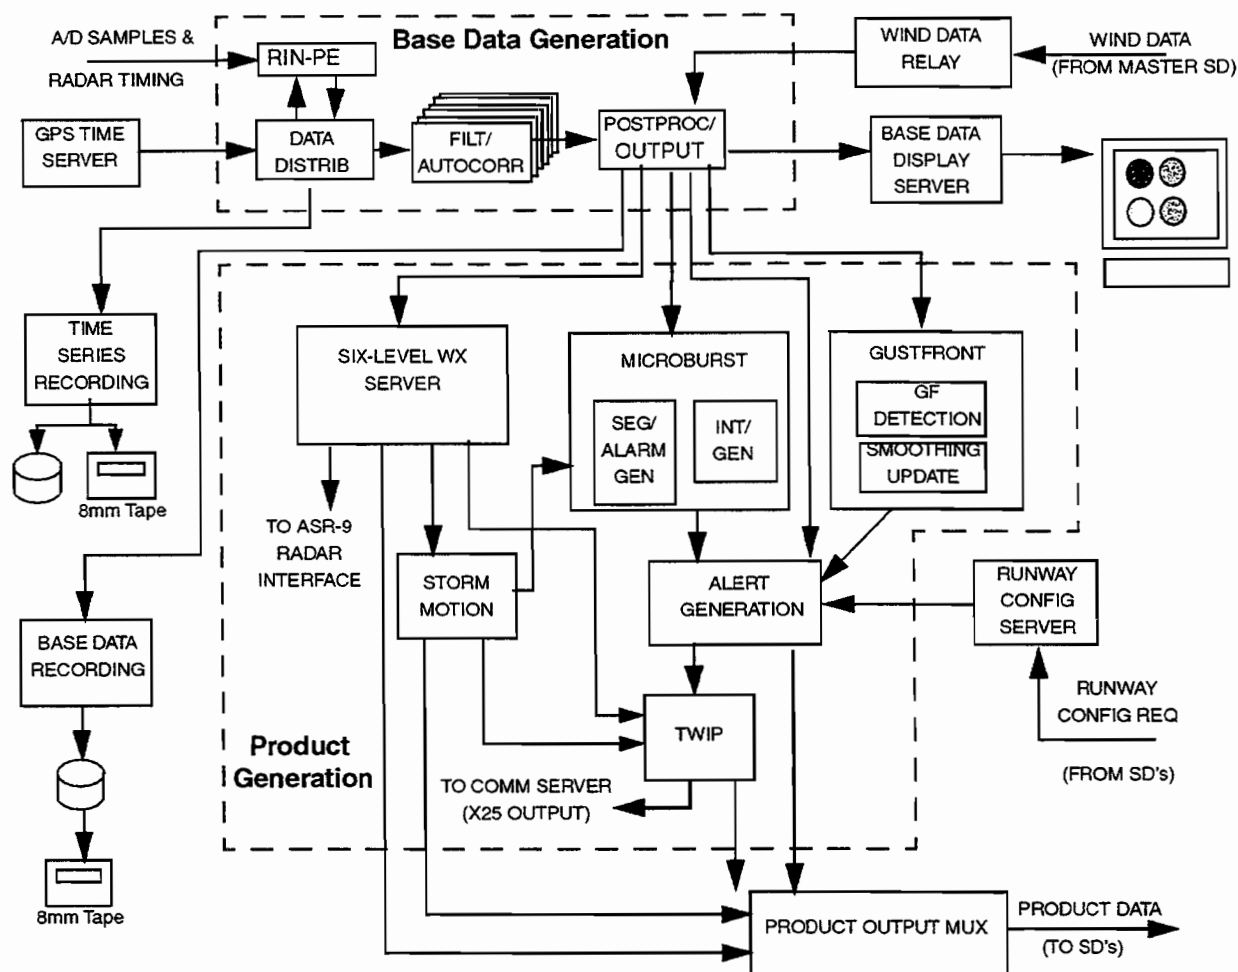 A/D SAMPLES &
RADAR TIMING
RIN-PE
Base Data Generation
WIND DATA
RELAY
WIND DATA
(FROM MASTER SD)
GPS TIME
SERVER
DATA
DISTRIB
FILT/
AUTOCORR
POSTPROC/
OUTPUT
BASE DATA
DISPLAY
SERVER
TIME
SERIES
RECORDING
8mm Tape
SIX-LEVEL WX
SERVER
MICROBURST
SEG/
ALARM
GEN
INT/
GEN
GUSTFRONT
GF
DETECTION
SMOOTHING
UPDATE
TO ASR-9
RADAR
INTERFACE
STORM
MOTION
ALERT
GENERATION
RUNWAY
CONFIG
SERVER
BASE DATA
RECORDING
RUNWAY
CONFIG REQ
(FROM SD's)
TWIP
Product
Generation
TO COMM SERVER
(X25 OUTPUT)
8mm Tape
PRODUCT OUTPUT MUX
PRODUCT DATA
(TO SD's)